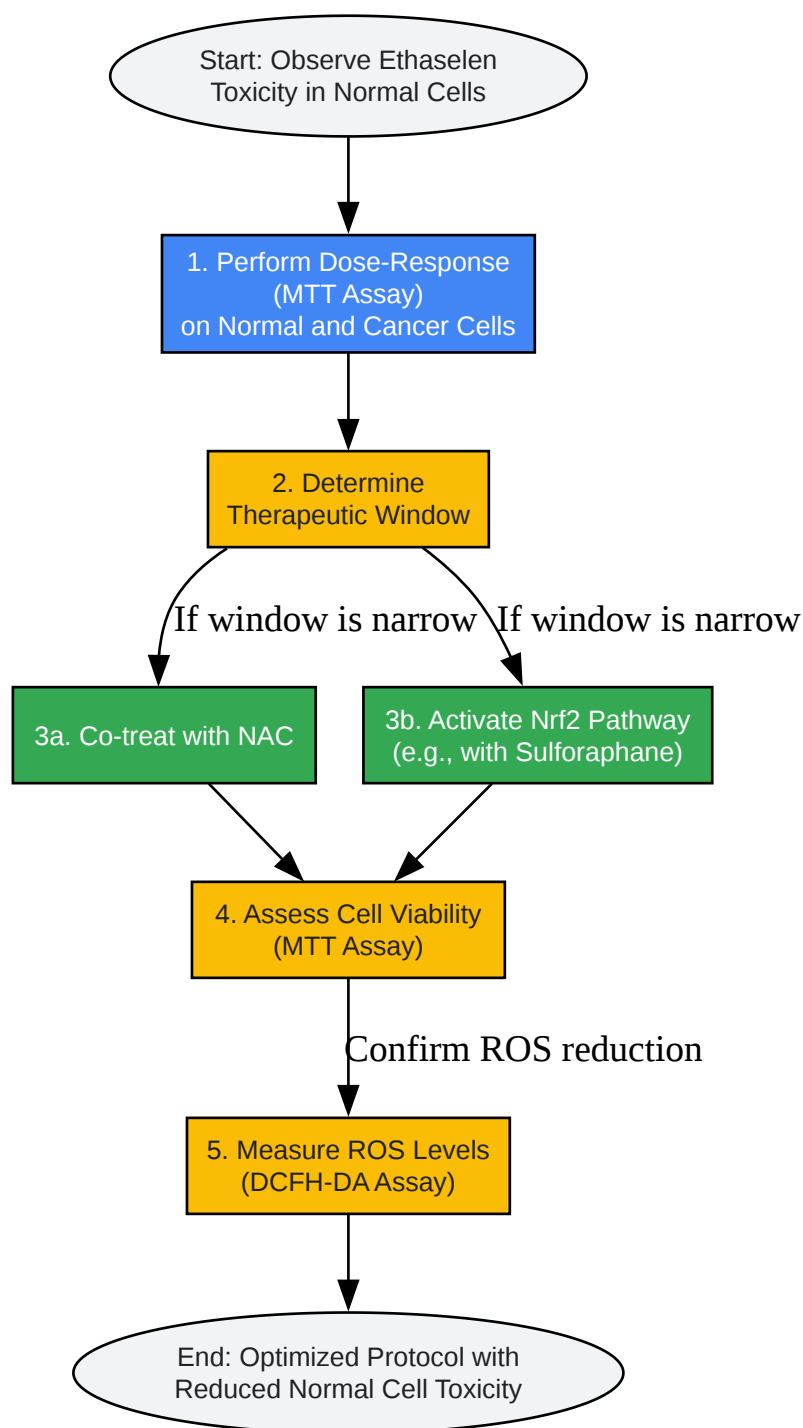 Start: Observe Ethaselen
Toxicity in Normal Cells
1. Perform Dose-Response
(MTT Assay)
on Normal and Cancer Cells
2. Determine
Therapeutic Window
If window is narrow
If window is narrow
3a. Co-treat with NAC
3b. Activate Nrf2 Pathway
(e.g., with Sulforaphane)
4. Assess Cell Viability
(MTT Assay)
Confirm ROS reduction
5. Measure ROS Levels
(DCFH-DA Assay)
End: Optimized Protocol with
Reduced Normal Cell Toxicity